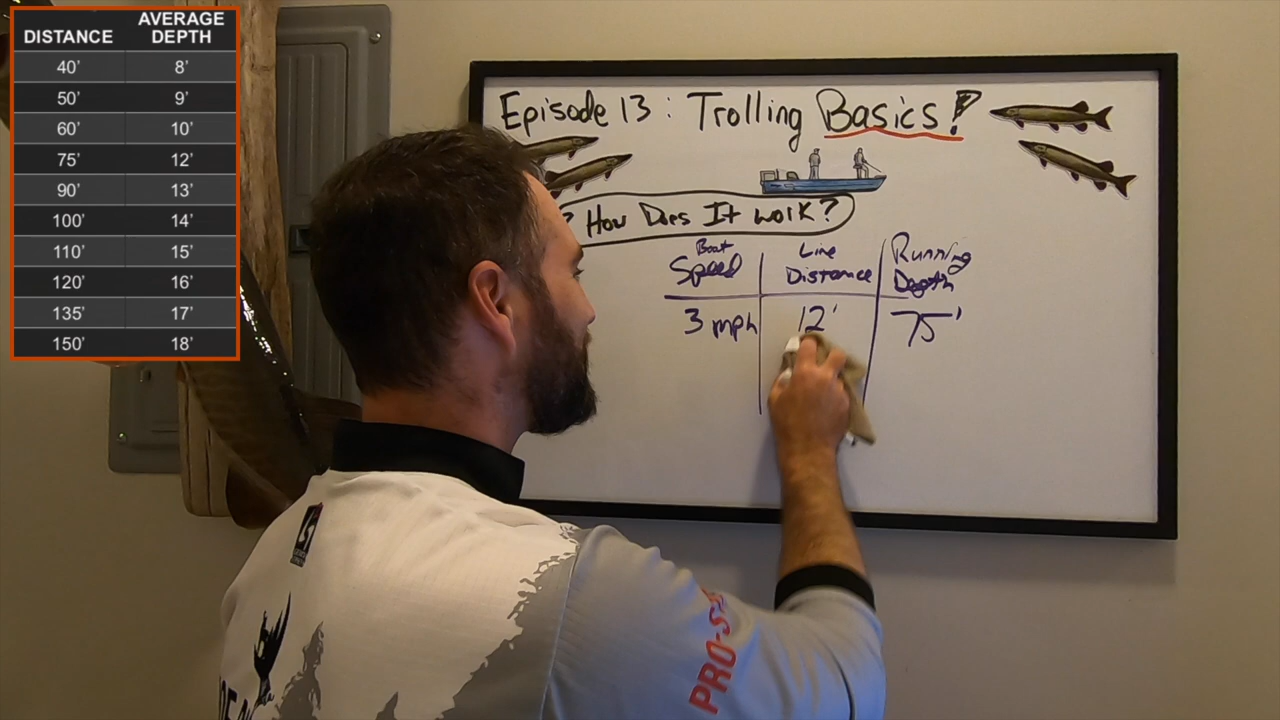 DISTANCE AVERAGE DEPTH
40' 8'
50' 9'
60' 10'
75' 12'
90' 13'
100' 14'
110' 15'
120' 16'
135' 17'
150' 18'
Episode 13: Trolling Basics!
? How Does It work?
Boat Speed
Line Distance
Running Depth
3 mph 12' 75'
PRO-S